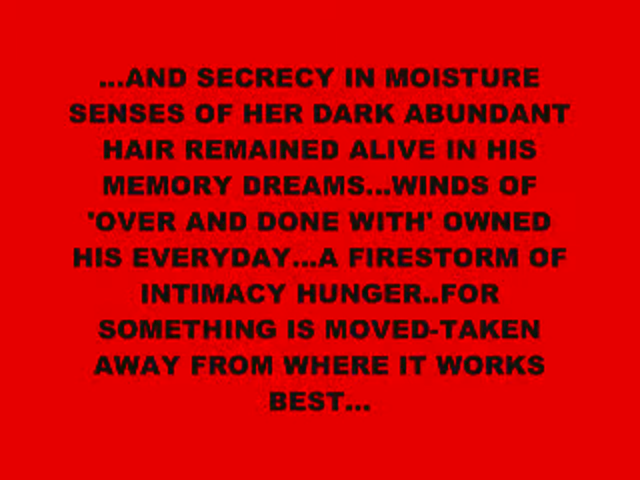 ...AND SECRECY IN MOISTURE
SENSES OF HER DARK ABUNDANT
HAIR REMAINED ALIVE IN HIS
MEMORY DREAMS...WINDS OF
'OVER AND DONE WITH' OWNED
HIS EVERYDAY...A FIRESTORM OF
INTIMACY HUNGER..FOR
SOMETHING IS MOVED-TAKEN
AWAY FROM WHERE IT WORKS
BEST...